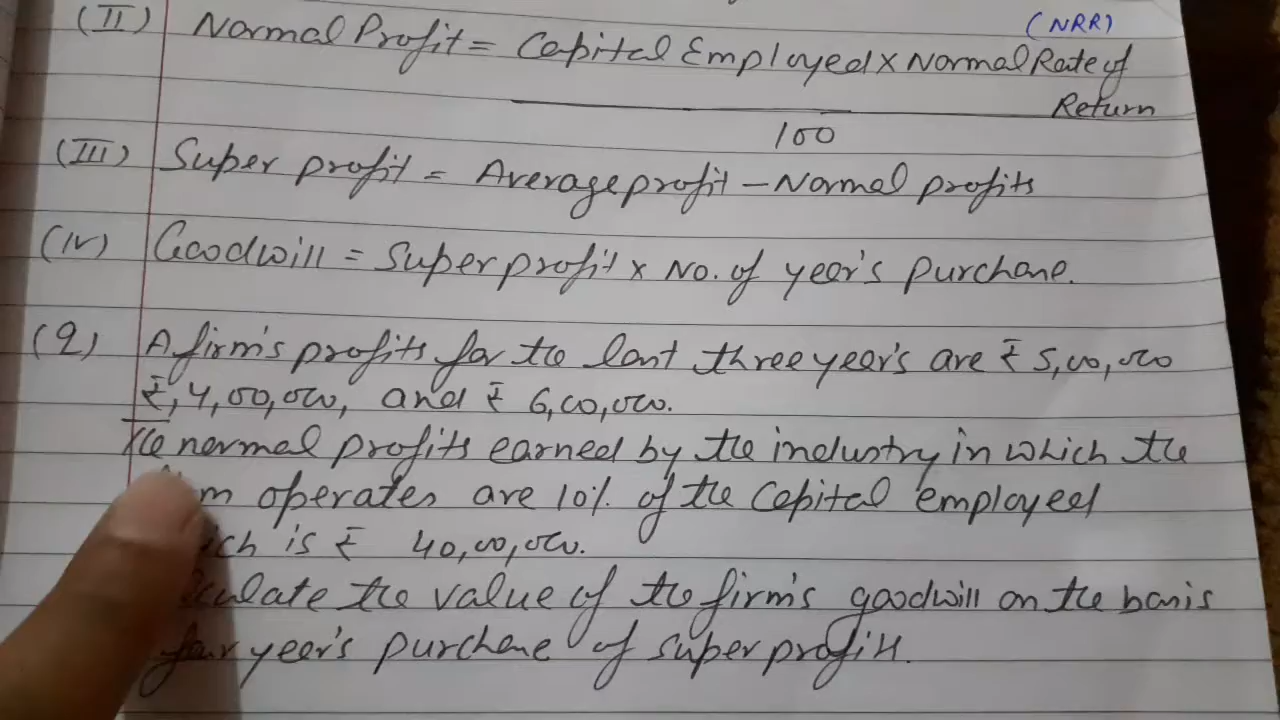 (II) Normal Profit = Capital Employed x Normal Rate of
(NRR)
Return
100
(III) Super profit = Average profit - Normal profits
(IV) Goodwill = Super profit x No. of year's purchase.
(Q) A firm's profits for the last three year's are ₹ 5,00,000
₹, 4,00,000, and ₹ 6,00,000.
The normal profits earned by the industry in which the
operates are 10% of the Capital employed
is ₹ 40,00,000.
the value of the firm's goodwill on the basis
year's purchase of super profit.